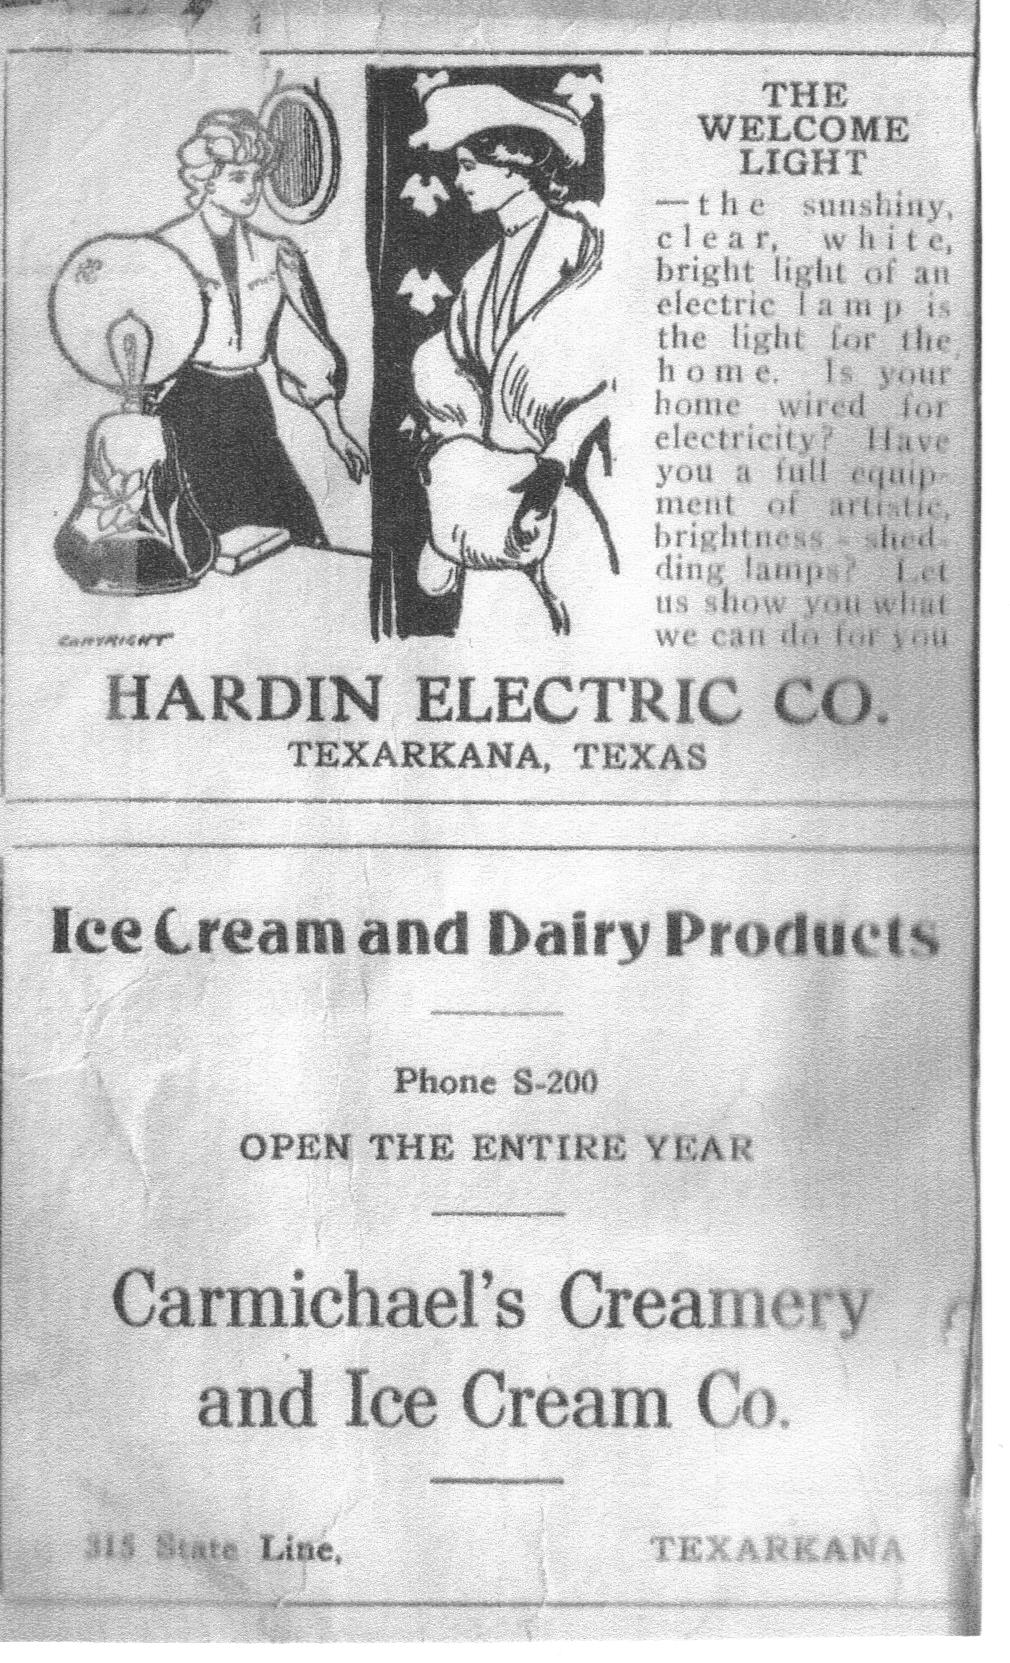 THE
WELCOME
LIGHT
—the sunshiny,
clear, white,
bright light of an
electric lamp is
the light for the
home. Is your
home wired for
electricity? Have
you a full equip-
ment of artistic,
brightness-shed-
ding lamps? Let
us show you what
we can do for you
COPYRIGHT
HARDIN ELECTRIC CO.
TEXARKANA, TEXAS
Ice Cream and Dairy Products
Phone S-200
OPEN THE ENTIRE YEAR
Carmichael's Creamery
and Ice Cream Co.
315 State Line, TEXARKANA